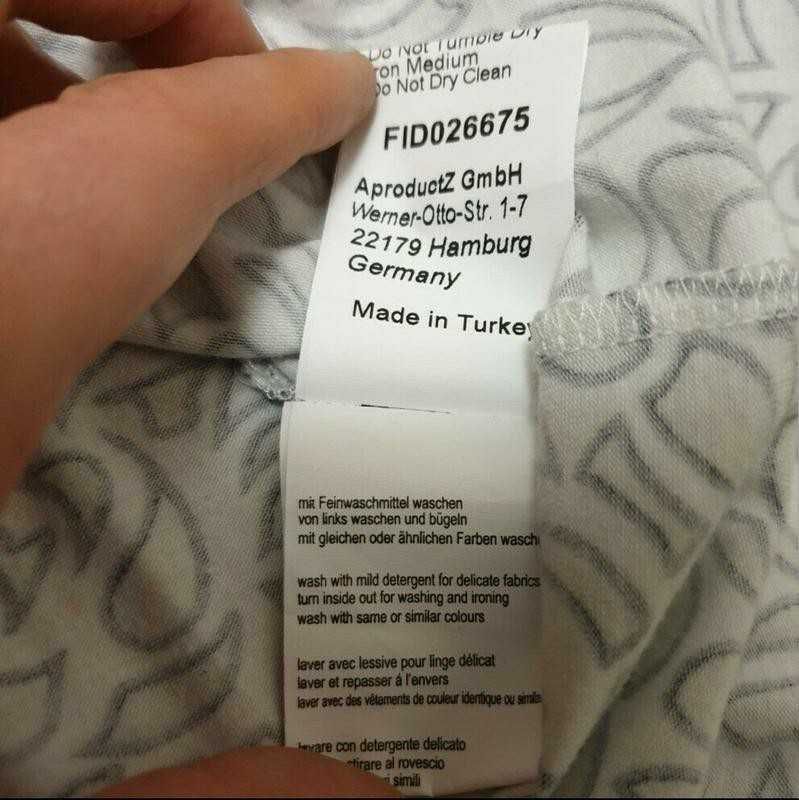 Do Not Tumble Dry
Iron Medium
Do Not Dry Clean
FID026675
AproductZ GmbH
Werner-Otto-Str. 1-7
22179 Hamburg
Germany
Made in Turkey
mit Feinwaschmittel waschen
von links waschen und bügeln
mit gleichen oder ähnlichen Farben wasch
wash with mild detergent for delicate fabrics
turn inside out for washing and ironing
wash with same or similar colours
laver avec lessive pour linge délicat
laver et repasser á l'envers
laver avec des vêtements de couleur identique ou simila
lavare con detergente delicato
stirare al rovescio
simili